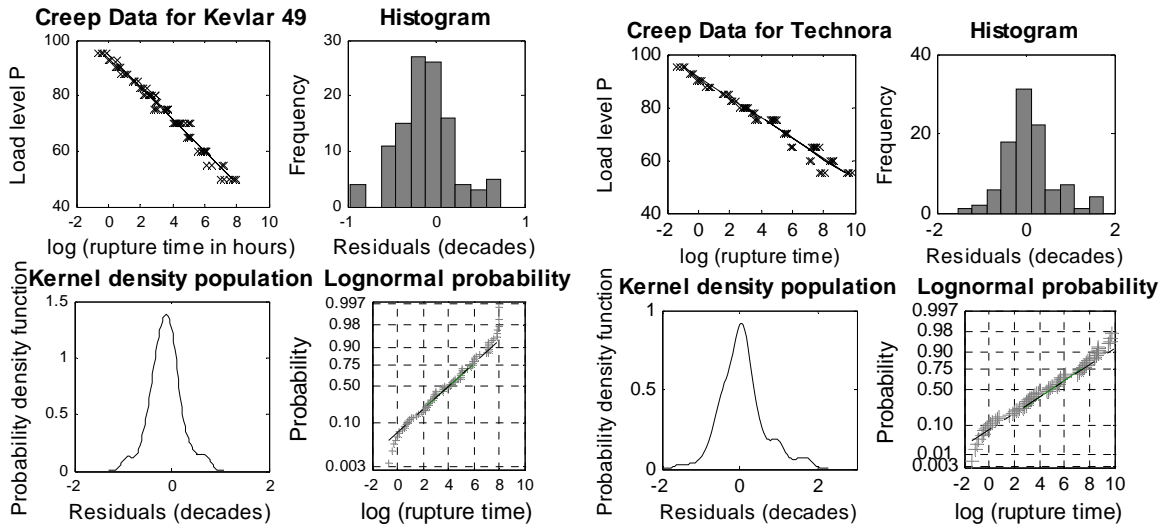 Creep Data for Kevlar 49
Load level P
100
80
60
40
-2 0 2 4 6 8 10
log (rupture time in hours)
Histogram
Frequency
30
20
10
0
-1 0 1
Residuals (decades)
Creep Data for Technora
Load level P
100
80
60
40
-2 0 2 4 6 8 10
log (rupture time)
Histogram
Frequency
40
20
0
-2 0 2
Residuals (decades)
Kernel density population
Probability density function
1.5
1
0.5
0
-2 0 2
Residuals (decades)
Lognormal probability
Probability
0.997
0.98
0.90
0.75
0.50
0.10
0.003
0 2 4 6 8 10
log (rupture time)
Kernel density population
Probability density function
1
0.5
0
-2 0 2
Residuals (decades)
Lognormal probability
Probability
0.997
0.98
0.90
0.75
0.50
0.10
0.01
0.003
0 2 4 6 8 10
log (rupture time)